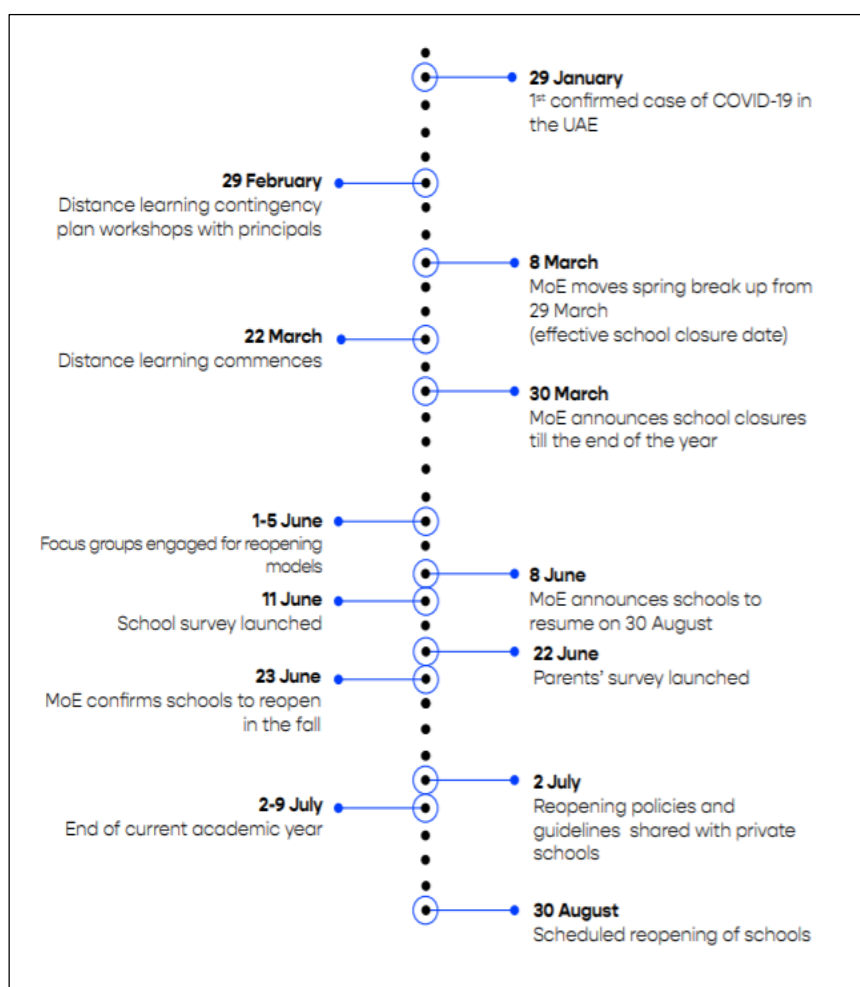 29 January
1st confirmed case of COVID-19 in
the UAE
29 February
Distance learning contingency
plan workshops with principals
8 March
MoE moves spring break up from
29 March
(effective school closure date)
22 March
Distance learning commences
30 March
MoE announces school closures
till the end of the year
1-5 June
Focus groups engaged for reopening
models
8 June
MoE announces schools to
resume on 30 August
11 June
School survey launched
22 June
Parents' survey launched
23 June
MoE confirms schools to reopen
in the fall
2 July
Reopening policies and
guidelines shared with private
schools
2-9 July
End of current academic year
30 August
Scheduled reopening of schools